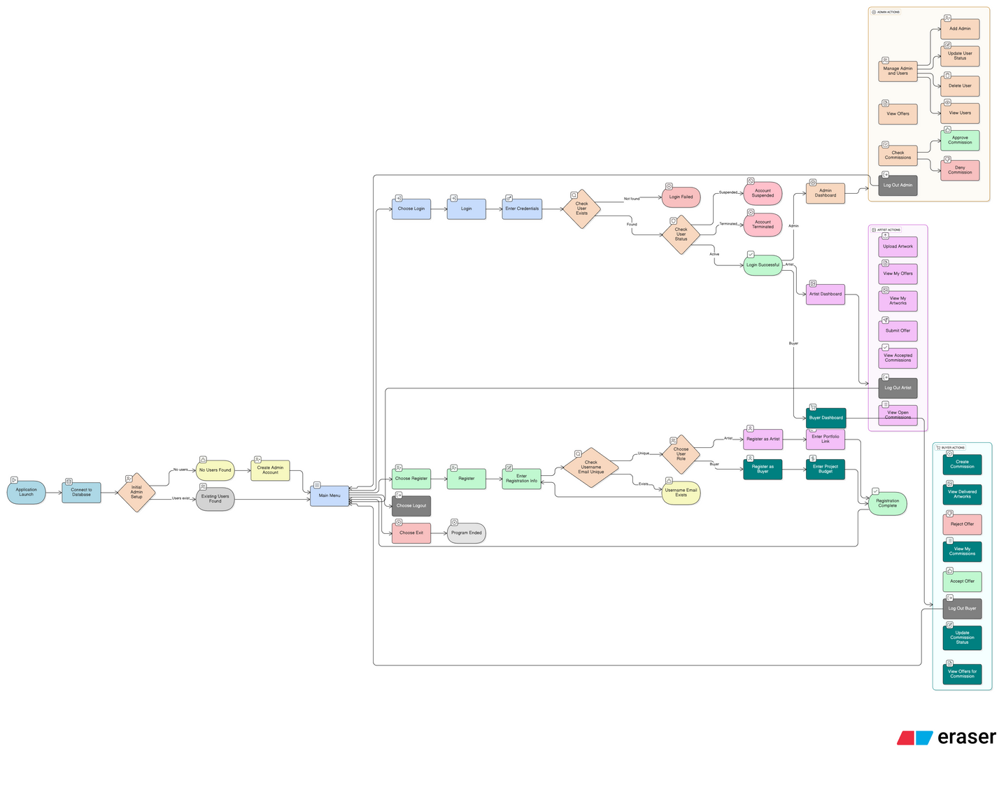 ADMIN ACTIONS
Add Admin
Update User
Status
Manage Admin
and Users
Delete User
View Offers
View Users
Check
Commissions
Approve
Commission
Deny
Commission
Log Out Admin
Choose Login
Login
Enter Credentials
Check
User
Exists
Not found
Found
Login Failed
Check
User
Status
Suspended
Terminated
Active
Account
Suspended
Account
Terminated
Login Successful
Admin
Artist
Buyer
Admin
Dashboard
Artist Dashboard
Buyer Dashboard
ARTIST ACTIONS
Upload Artwork
View My Offers
View My
Artworks
Submit Offer
View Accepted
Commissions
Log Out Artist
View Open
Commissions
Application
Launch
Connect to
Database
Initial
Admin
Setup
No users
Users exist
No Users Found
Existing Users
Found
Create Admin
Account
Main Menu
Choose Register
Register
Enter
Registration Info
Check
Username
Email Unique
Unique
Exists
Choose
User
Role
Username Email
Exists
Artist
Buyer
Register as Artist
Enter Portfolio
Link
Register as
Buyer
Enter Project
Budget
Registration
Complete
Choose Logout
Choose Exit
Program Ended
BUYER ACTIONS
Create
Commission
View Delivered
Artworks
Reject Offer
View My
Commissions
Accept Offer
Log Out Buyer
Update
Commission
Status
View Offers for
Commission
eraser